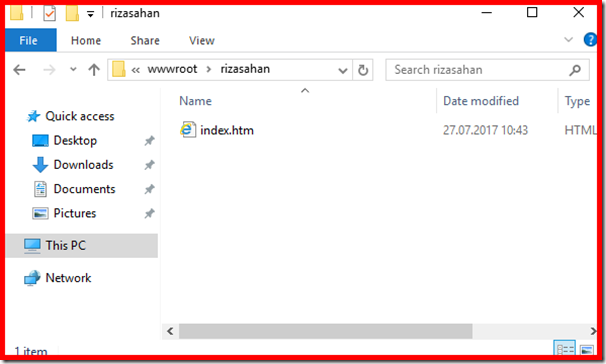 rizasahan
File Home Share View
« wwwroot › rizasahan Search rizasahan
Name Date modified Type
Quick access
index.htm 27.07.2017 10:43 HTML
Desktop
Downloads
Documents
Pictures
This PC
Network
1 item